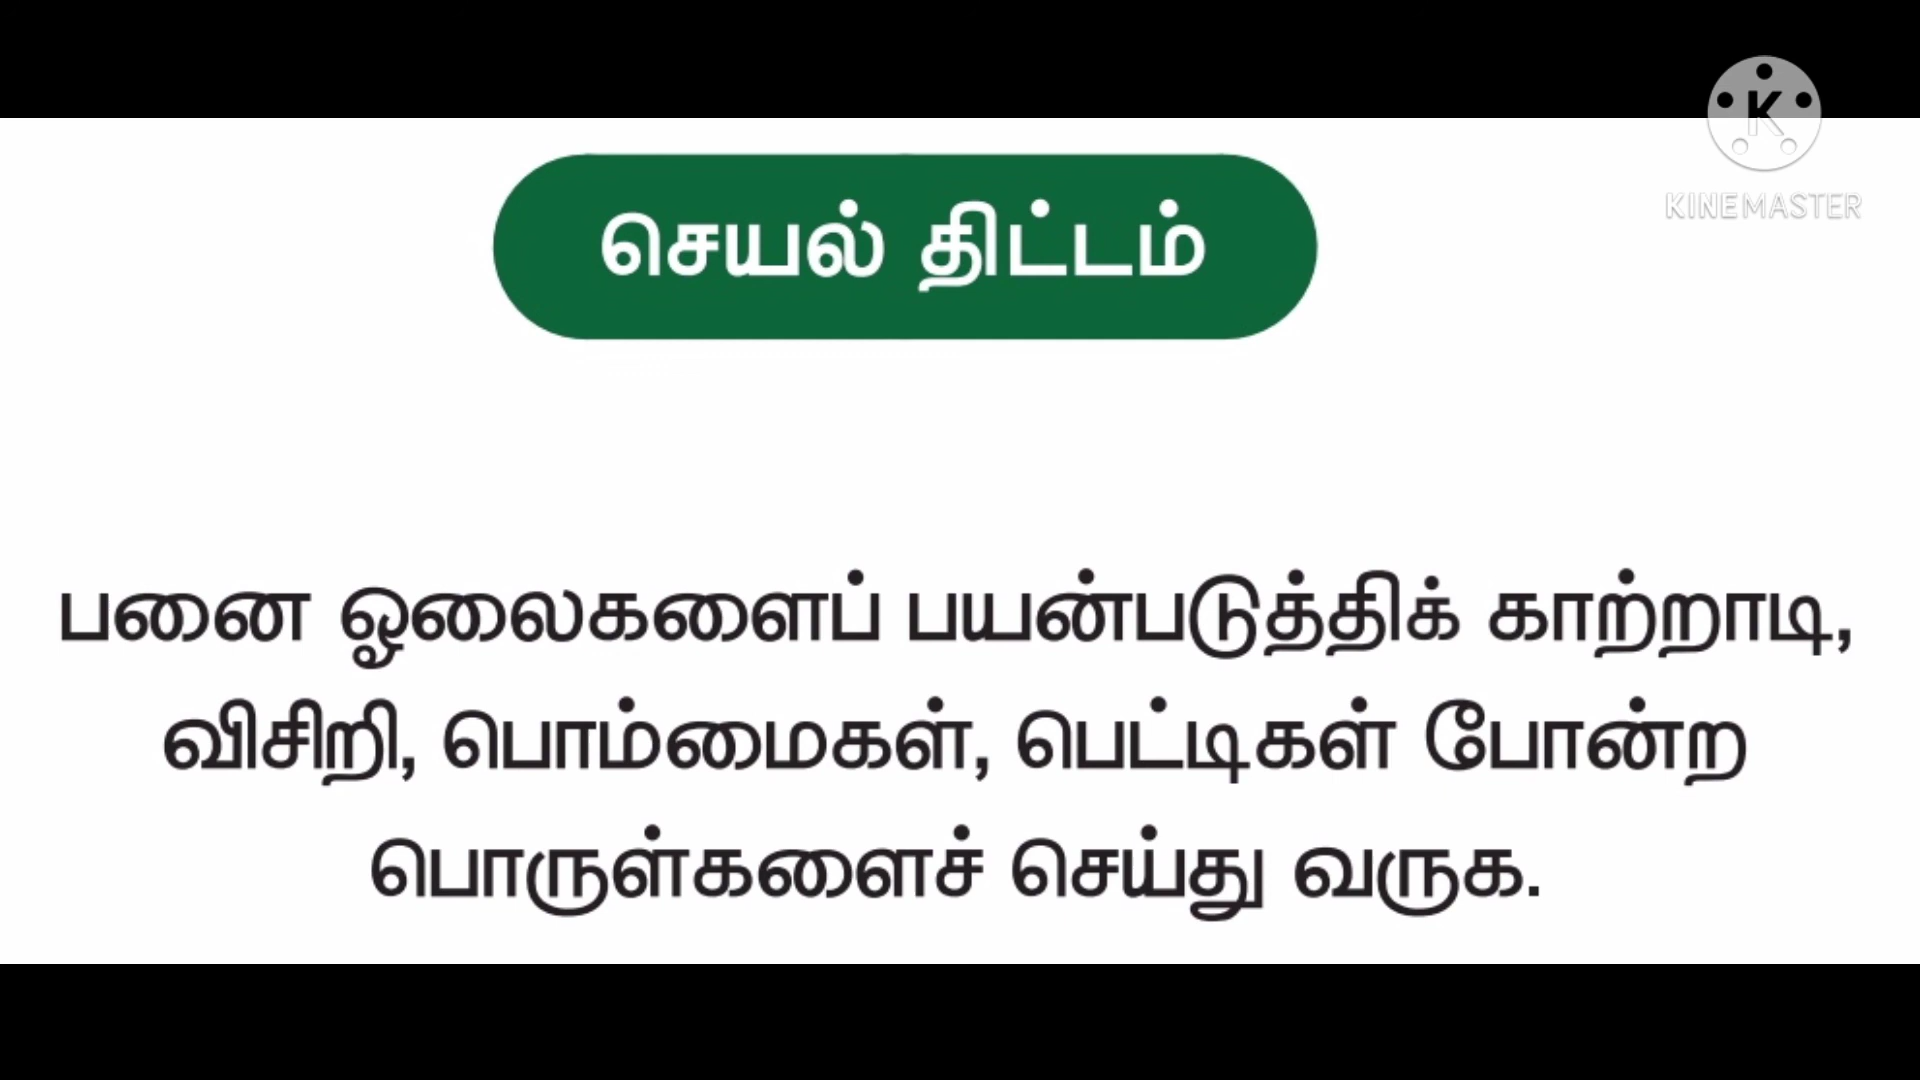 K
KINEMASTER
செயல் திட்டம்
பனை ஓலைகளைப் பயன்படுத்திக் காற்றாடி,
விசிறி, பொம்மைகள், பெட்டிகள் போன்ற
பொருள்களைச் செய்து வருக.